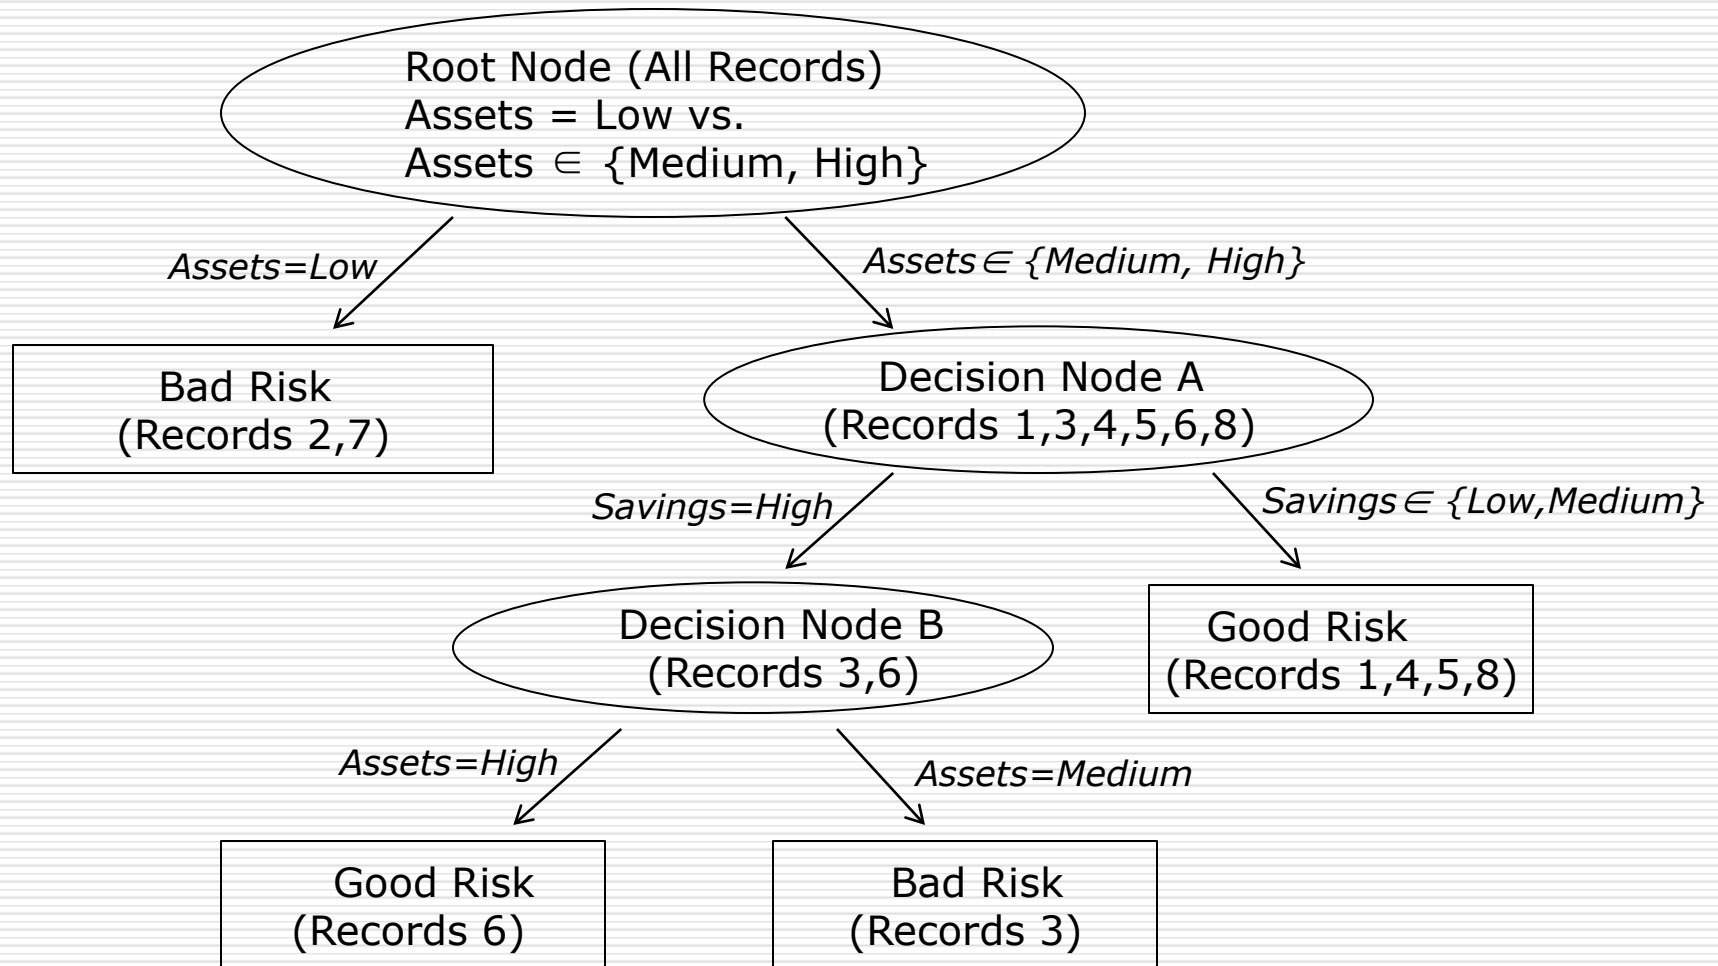 Root Node (All Records)
Assets = Low vs.
Assets ∈ {Medium, High}
Assets=Low
Assets∈ {Medium, High}
Bad Risk
(Records 2,7)
Decision Node A
(Records 1,3,4,5,6,8)
Savings=High
Savings∈ {Low,Medium}
Decision Node B
(Records 3,6)
Good Risk
(Records 1,4,5,8)
Assets=High
Assets=Medium
Good Risk
(Records 6)
Bad Risk
(Records 3)